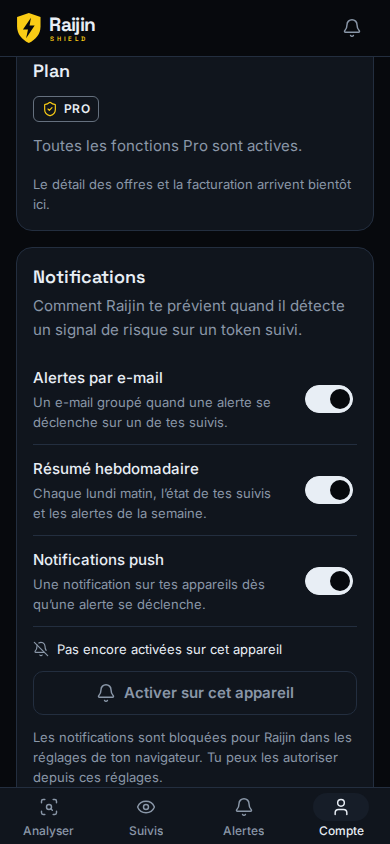 Raijin
SHIELD
Plan
PRO
Toutes les fonctions Pro sont actives.
Le détail des offres et la facturation arrivent bientôt
ici.
Notifications
Comment Raijin te prévient quand il détecte
un signal de risque sur un token suivi.
Alertes par e-mail
Un e-mail groupé quand une alerte se
déclenche sur un de tes suivis.
Résumé hebdomadaire
Chaque lundi matin, l’état de tes suivis
et les alertes de la semaine.
Notifications push
Une notification sur tes appareils dès
qu’une alerte se déclenche.
Pas encore activées sur cet appareil
Activer sur cet appareil
Les notifications sont bloquées pour Raijin dans les
réglages de ton navigateur. Tu peux les autoriser
depuis ces réglages.
Analyser
Suivis
Alertes
Compte